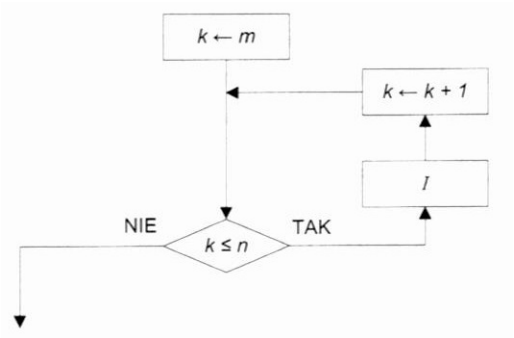 k ← m
k ← k + 1
I
NIE
TAK
k ≤ n